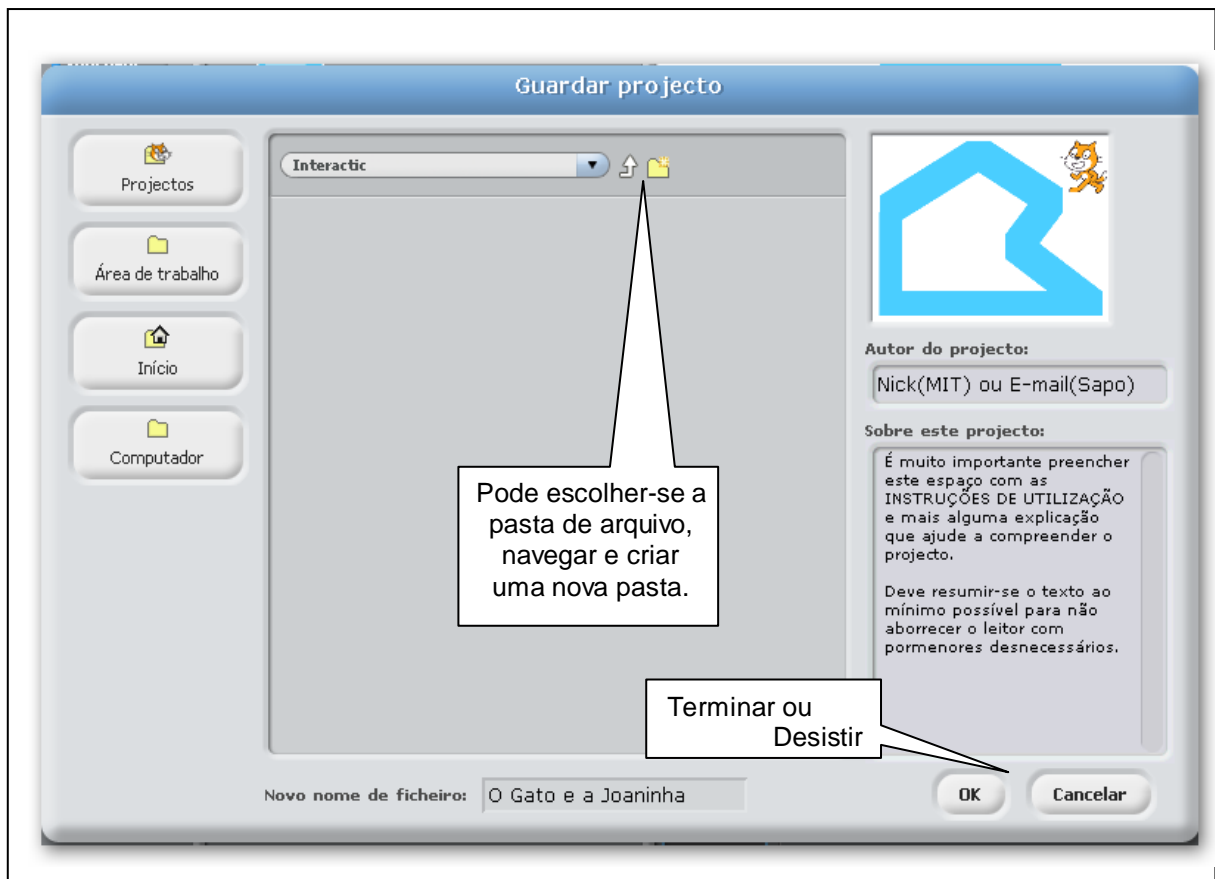 Guardar projecto
Projectos
Área de trabalho
Início
Computador
Interactic
Pode escolher-se a
pasta de arquivo,
navegar e criar
uma nova pasta.
Autor do projecto:
Nick(MIT) ou E-mail(Sapo)
Sobre este projecto:
É muito importante preencher
este espaço com as
INSTRUÇÕES DE UTILIZAÇÃO
e mais alguma explicação
que ajude a compreender o
projecto.
Deve resumir-se o texto ao
mínimo possível para não
aborrecer o leitor com
pormenores desnecessários.
Terminar ou
Desistir
Novo nome de ficheiro: O Gato e a Joaninha
OK
Cancelar